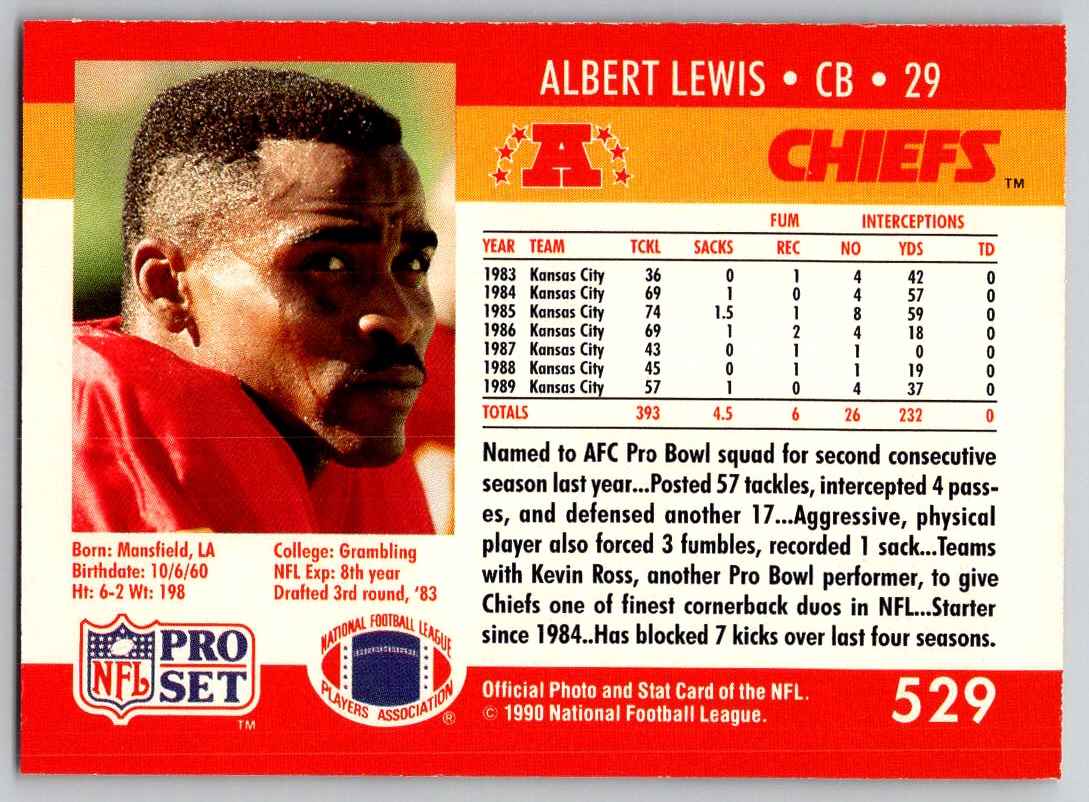 ALBERT LEWIS • CB • 29
A
CHIEFS™
FUM INTERCEPTIONS
YEAR TEAM TCKL SACKS REC NO YDS TD
1983 Kansas City 36 0 1 4 42 0
1984 Kansas City 69 1 0 4 57 0
1985 Kansas City 74 1.5 1 8 59 0
1986 Kansas City 69 1 2 4 18 0
1987 Kansas City 43 0 1 1 0 0
1988 Kansas City 45 0 1 1 19 0
1989 Kansas City 57 1 0 4 37 0
TOTALS 393 4.5 6 26 232 0
Named to AFC Pro Bowl squad for second consecutive
season last year...Posted 57 tackles, intercepted 4 pass-
es, and defensed another 17...Aggressive, physical
player also forced 3 fumbles, recorded 1 sack...Teams
with Kevin Ross, another Pro Bowl performer, to give
Chiefs one of finest cornerback duos in NFL...Starter
since 1984..Has blocked 7 kicks over last four seasons.
Born: Mansfield, LA
Birthdate: 10/6/60
Ht: 6-2 Wt: 198
College: Grambling
NFL Exp: 8th year
Drafted 3rd round, '83
NFL
PRO
SET
™
NATIONAL FOOTBALL LEAGUE
PLAYERS ASSOCIATION
®
Official Photo and Stat Card of the NFL.
© 1990 National Football League.
529